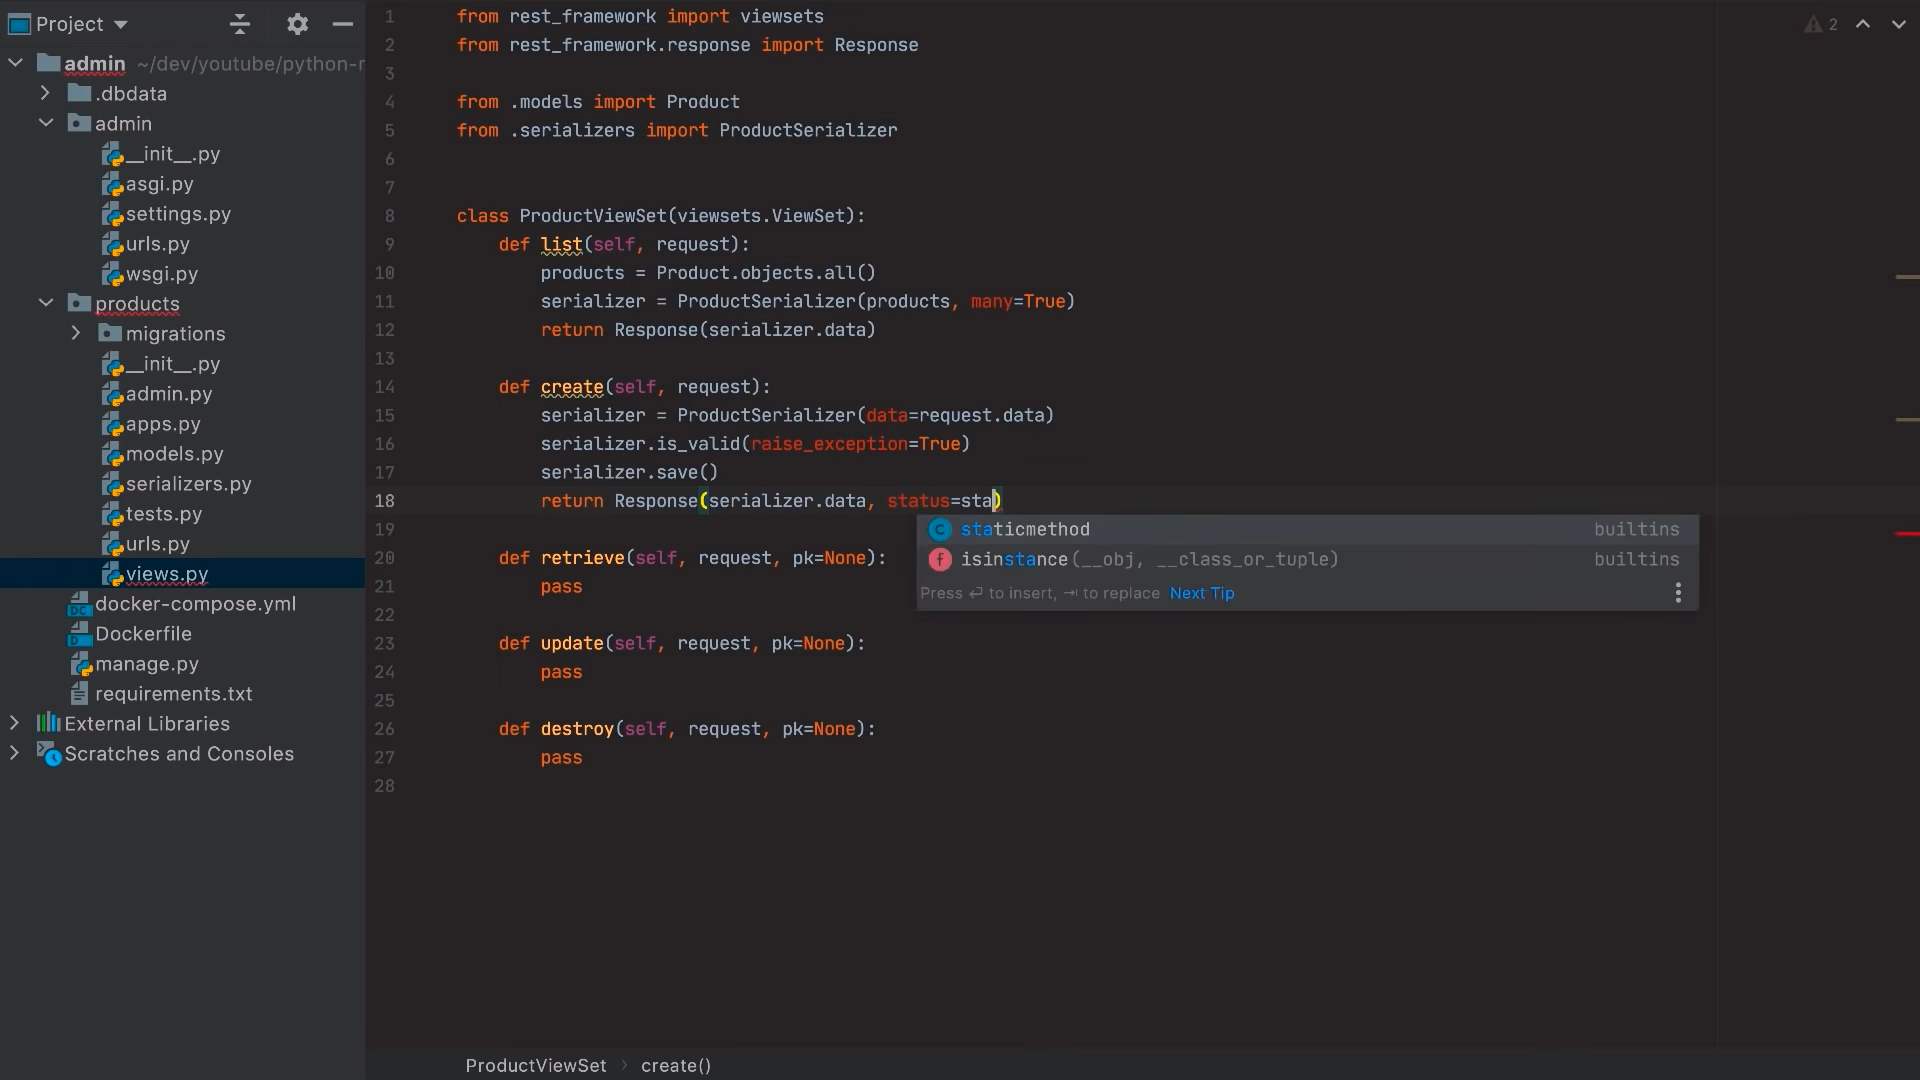 Project
admin ~/dev/youtube/python-r
.dbdata
admin
__init__.py
asgi.py
settings.py
urls.py
wsgi.py
products
migrations
__init__.py
admin.py
apps.py
models.py
serializers.py
tests.py
urls.py
views.py
docker-compose.yml
Dockerfile
manage.py
requirements.txt
External Libraries
Scratches and Consoles
1 from rest_framework import viewsets
2 from rest_framework.response import Response
3
4 from .models import Product
5 from .serializers import ProductSerializer
6
7
8 class ProductViewSet(viewsets.ViewSet):
9     def list(self, request):
10         products = Product.objects.all()
11         serializer = ProductSerializer(products, many=True)
12         return Response(serializer.data)
13
14     def create(self, request):
15         serializer = ProductSerializer(data=request.data)
16         serializer.is_valid(raise_exception=True)
17         serializer.save()
18         return Response(serializer.data, status=sta)
19
20     def retrieve(self, request, pk=None):
21         pass
22
23     def update(self, request, pk=None):
24         pass
25
26     def destroy(self, request, pk=None):
27         pass
28
staticmethod builtins
isinstance(__obj, __class_or_tuple) builtins
Press ↵ to insert, ⇥ to replace Next Tip
2
ProductViewSet › create()
DC
D